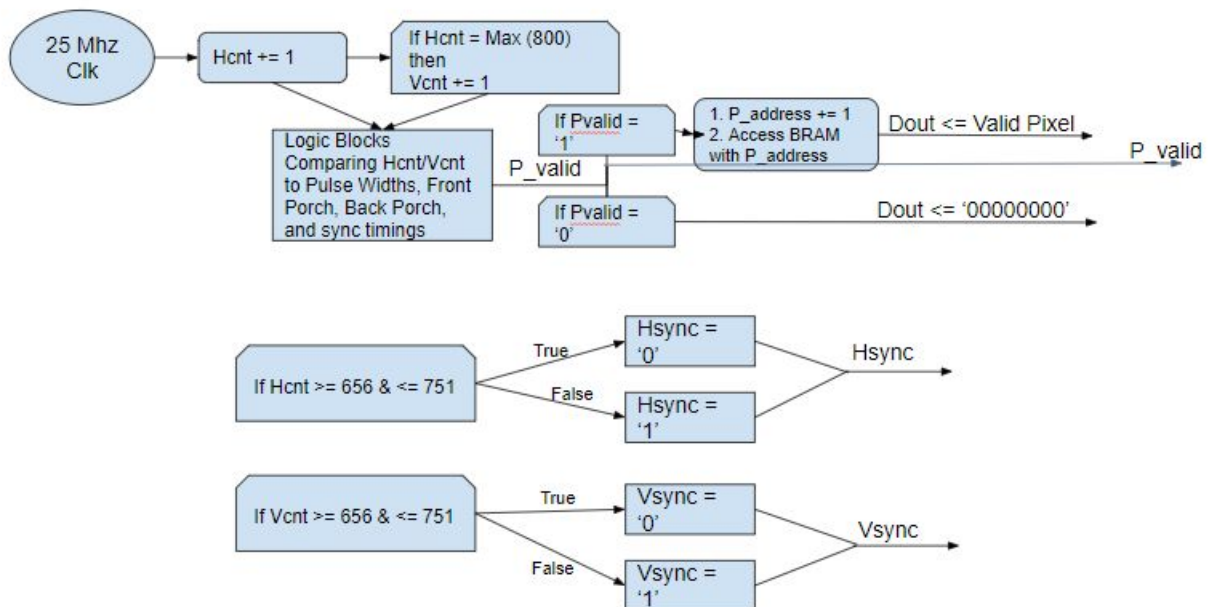 25 Mhz
Clk
Hcnt += 1
If Hcnt = Max (800)
then
Vcnt += 1
Logic Blocks
Comparing Hcnt/Vcnt
to Pulse Widths, Front
Porch, Back Porch,
and sync timings
P_valid
If Pvalid =
‘1’
1. P_address += 1
2. Access BRAM
with P_address
Dout <= Valid Pixel
P_valid
If Pvalid =
‘0’
Dout <= ‘00000000’
If Hcnt >= 656 & <= 751
True
False
Hsync =
‘0’
Hsync =
‘1’
Hsync
If Vcnt >= 656 & <= 751
True
False
Vsync =
‘0’
Vsync =
‘1’
Vsync